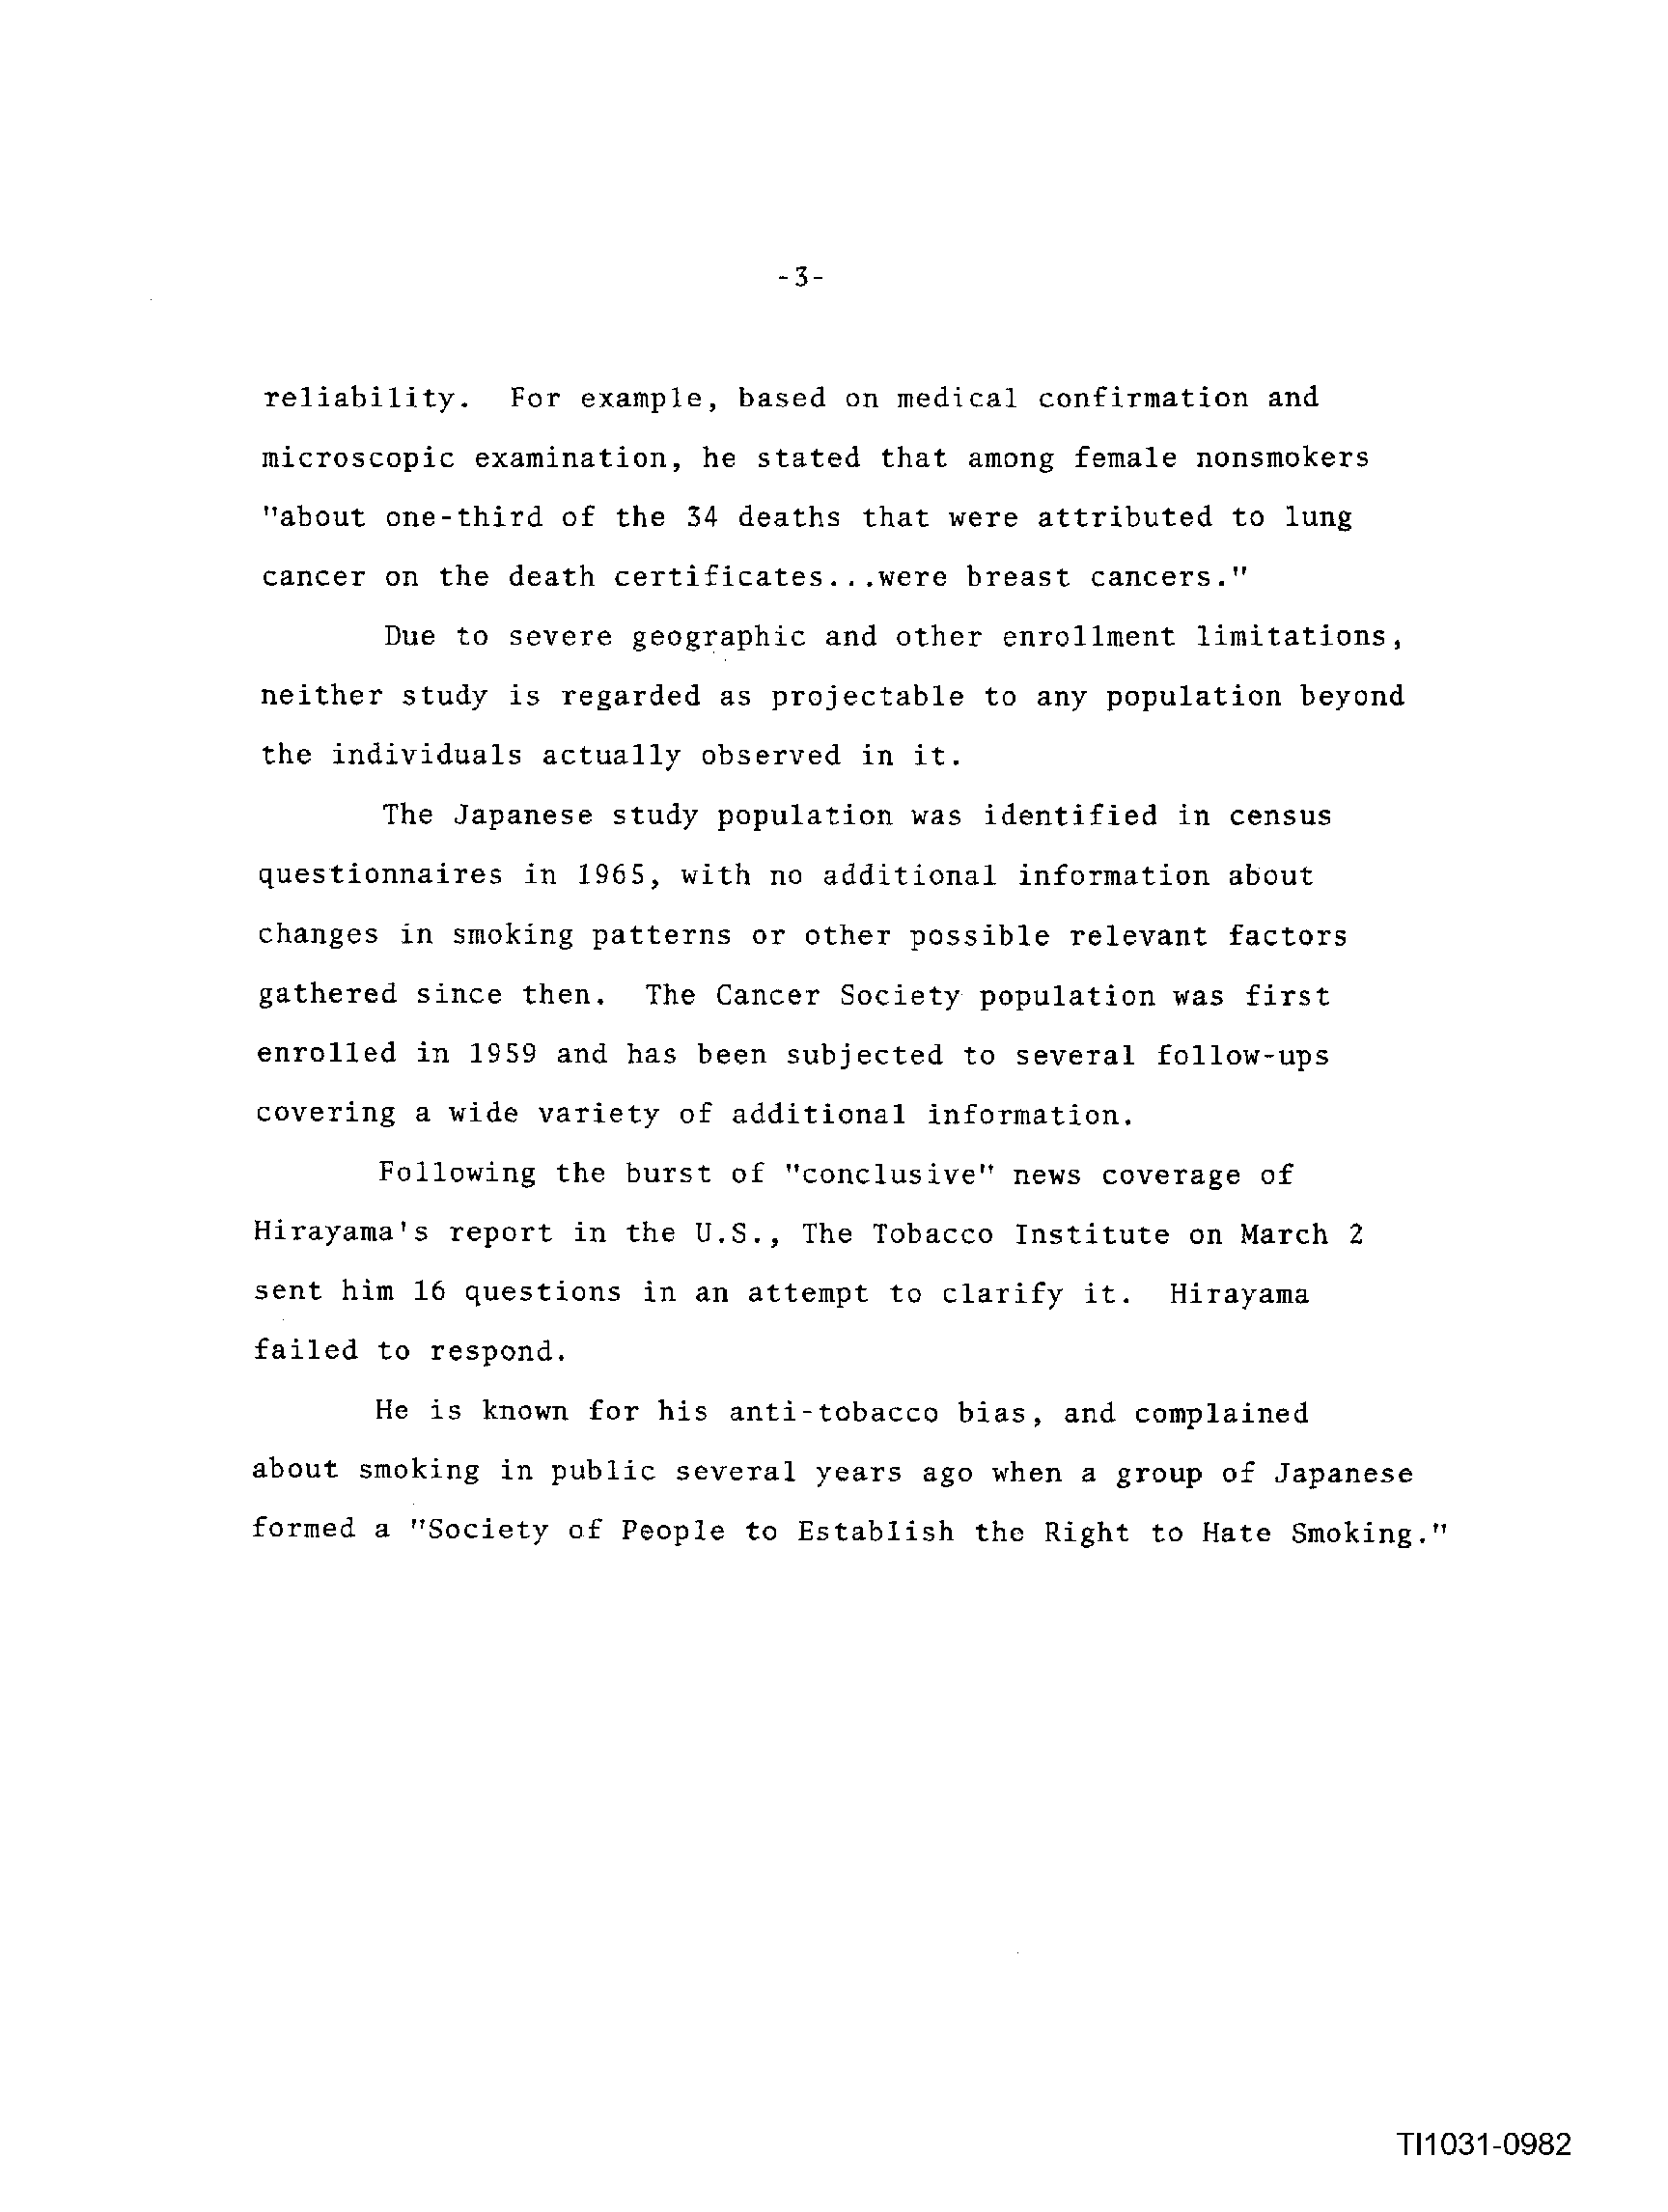 -3-
reliability. For example, based on medical confirmation and
microscopic examination, he stated that among female nonsmokers
"about one-third of the 34 deaths that were attributed to lung
cancer on the death certificates...were breast cancers."
Due to severe geographic and other enrollment limitations,
neither study is regarded as projectable to any population beyond
the individuals actually observed in it.
The Japanese study population was identified in census
questionnaires in 1965, with no additional information about
changes in smoking patterns or other possible relevant factors
gathered since then. The Cancer Society population was first
enrolled in 1959 and has been subjected to several follow-ups
covering a wide variety of additional information.
Following the burst of "conclusive" news coverage of
Hirayama's report in the U.S., The Tobacco Institute on March 2
sent him 16 questions in an attempt to clarify it. Hirayama
failed to respond.
He is known for his anti-tobacco bias, and complained
about smoking in public several years ago when a group of Japanese
formed a "Society of People to Establish the Right to Hate Smoking."
TI1031-0982